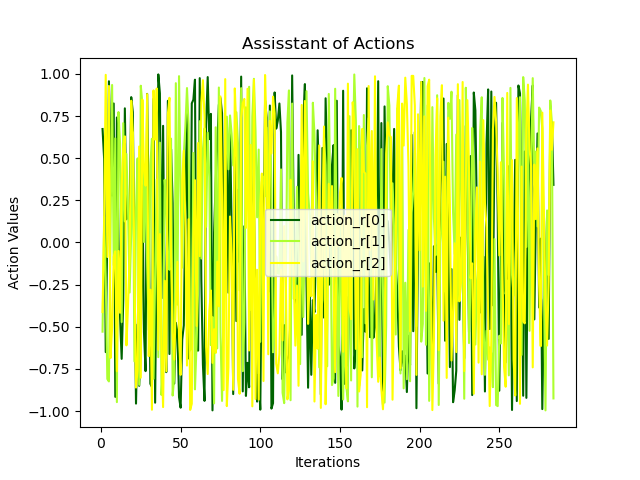 Assisstant of Actions
Action Values
1.00
0.75
0.50
0.25
0.00
−0.25
−0.50
−0.75
−1.00
action_r[0]
action_r[1]
action_r[2]
0 50 100 150 200 250
Iterations